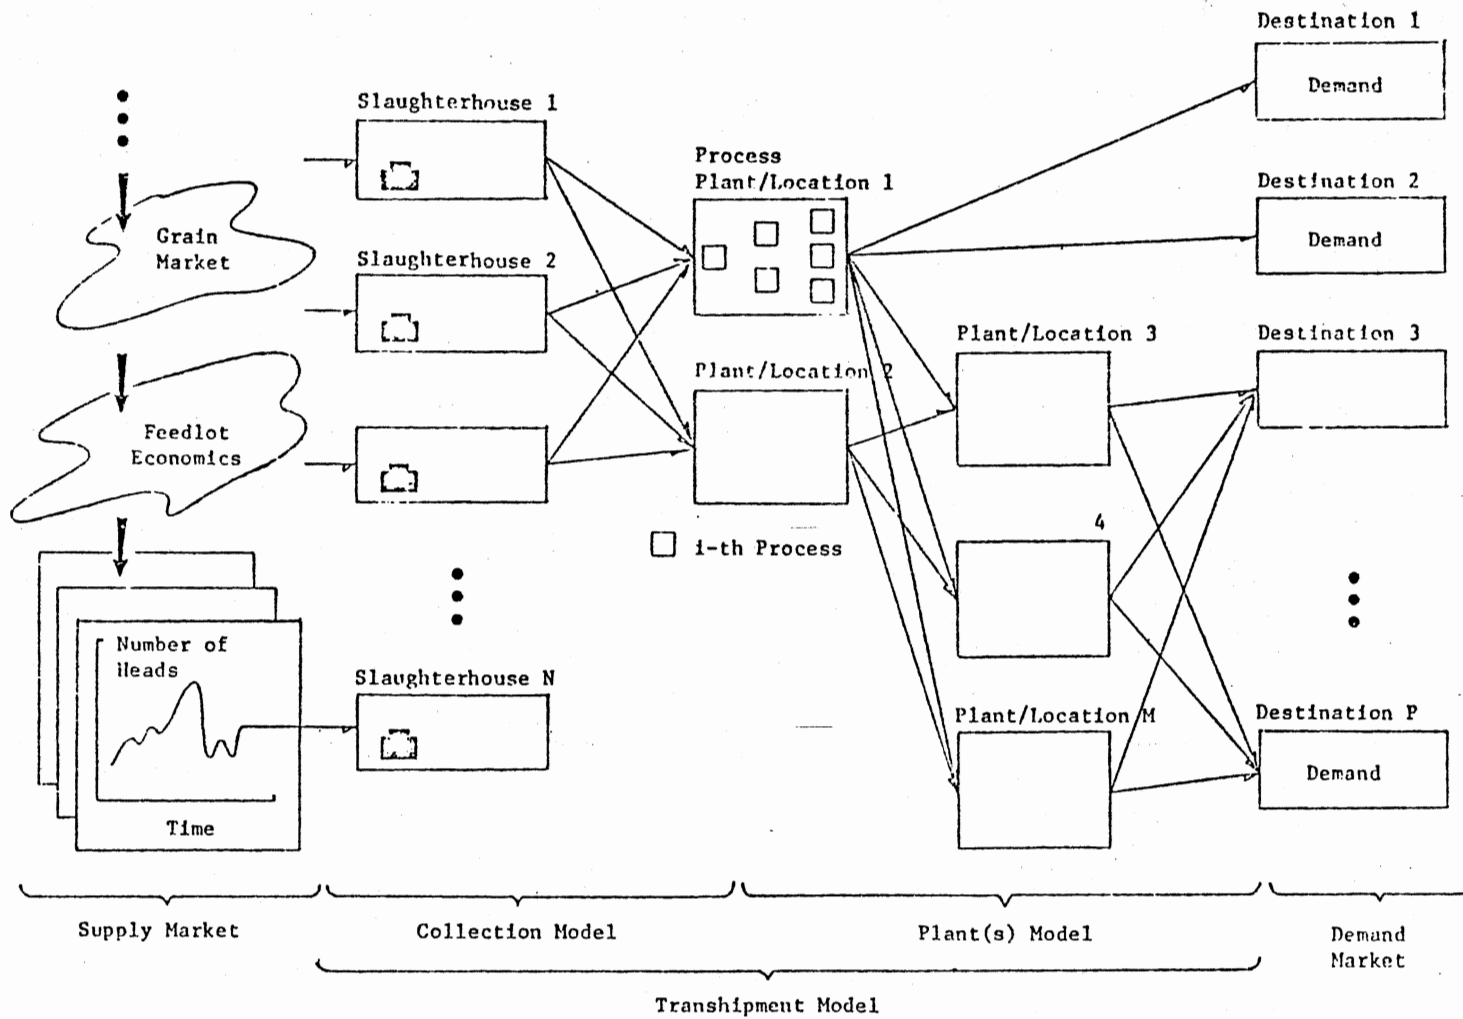 Destination 1
Demand
Slaughterhouse 1
Process
Plant/Location 1
Destination 2
Demand
Grain
Market
Slaughterhouse 2
Plant/Location 3
Destination 3
Plant/Location 2
Feedlot
Economics
4
i-th Process
Number of
Heads
Time
Slaughterhouse N
Plant/Location M
Destination P
Demand
Supply Market
Collection Model
Plant(s) Model
Demand
Market
Transhipment Model